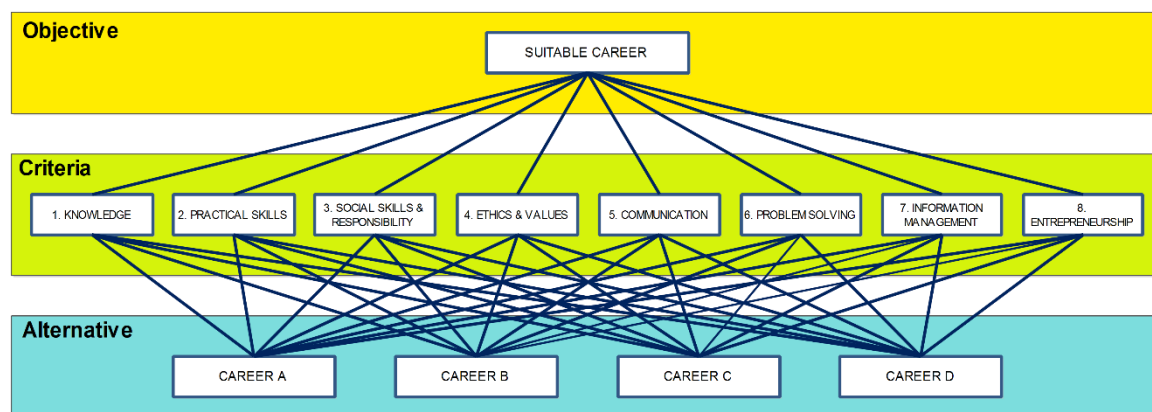 Objective
SUITABLE CAREER
Criteria
1. KNOWLEDGE
2. PRACTICAL SKILLS
3. SOCIAL SKILLS &
RESPONSIBILITY
4. ETHICS & VALUES
5. COMMUNICATION
6. PROBLEM SOLVING
7. INFORMATION
MANAGEMENT
8.
ENTREPRENEURSHIP
Alternative
CAREER A
CAREER B
CAREER C
CAREER D